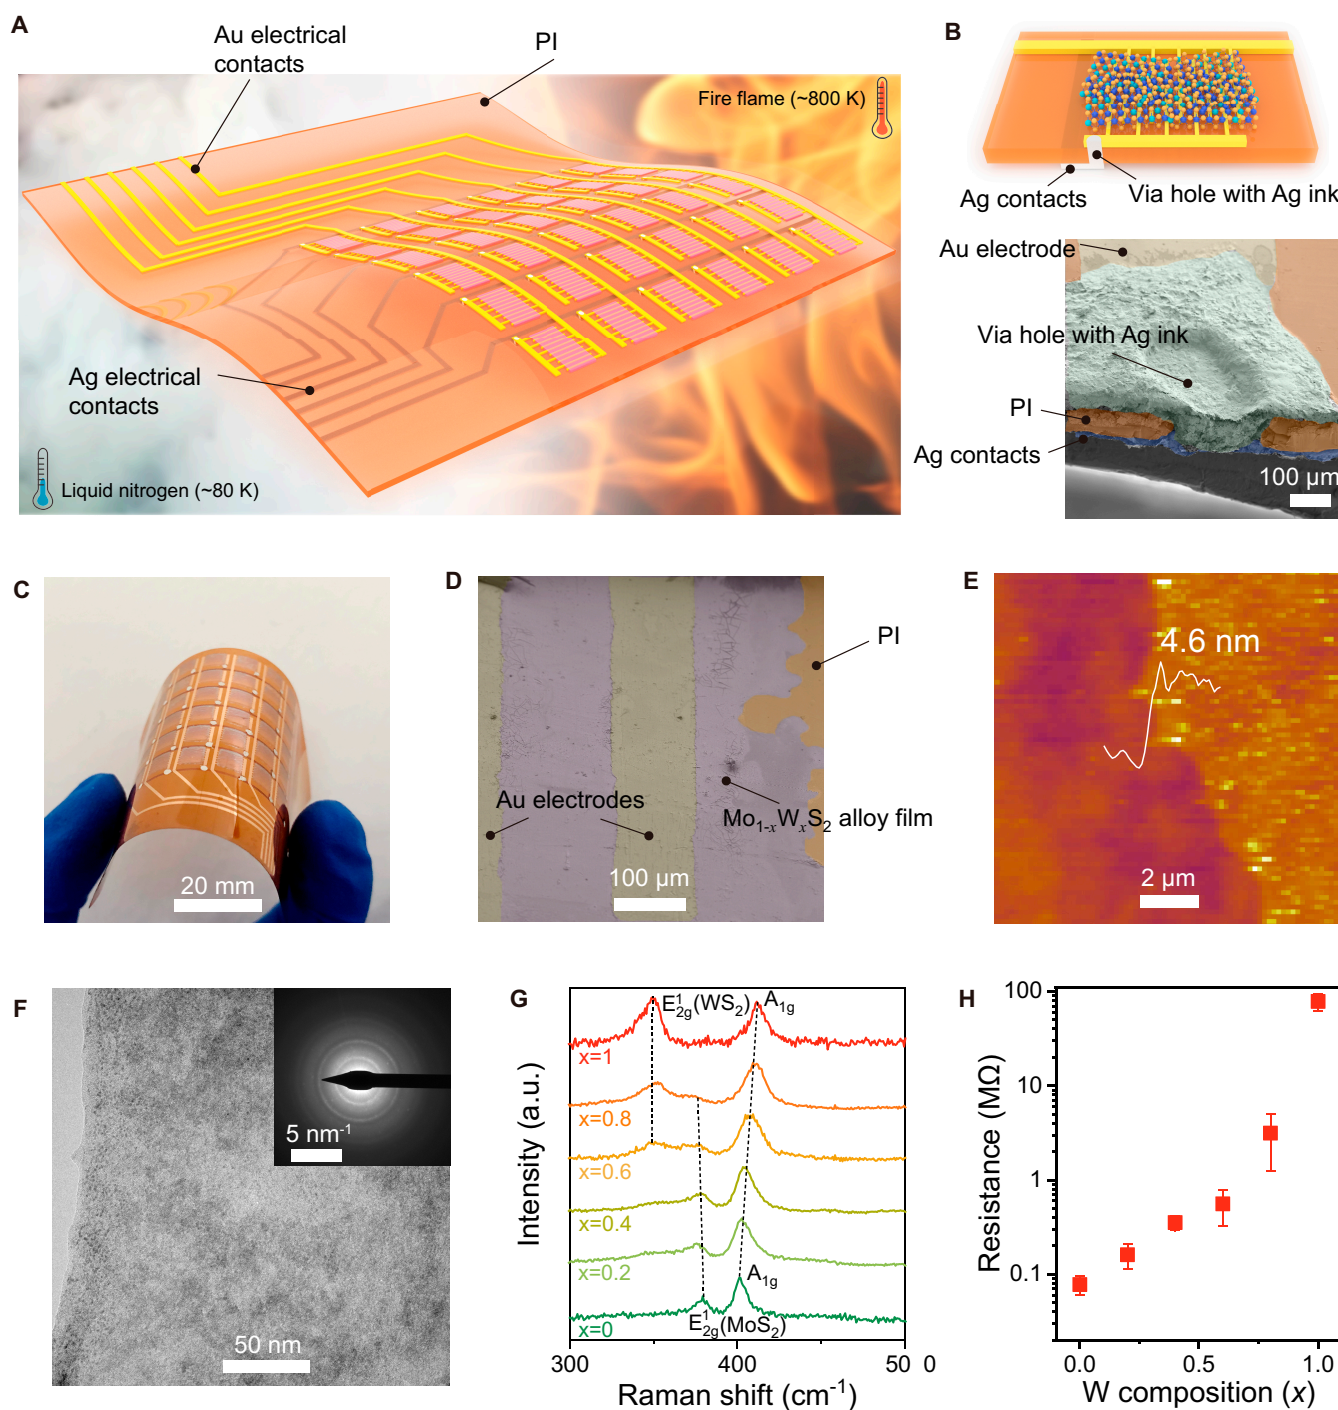 A
Au electrical
contacts
PI
Fire flame (~800 K)
Ag electrical
contacts
Liquid nitrogen (~80 K)
B
Ag contacts
Via hole with Ag ink
Au electrode
Via hole with Ag ink
PI
Ag contacts
100 µm
C
20 mm
D
PI
Au electrodes
Mo1-xWxS2 alloy film
100 µm
E
4.6 nm
2 µm
F
5 nm-1
50 nm
G
E12g(WS2)
A1g
x=1
x=0.8
x=0.6
x=0.4
x=0.2
A1g
E12g(MoS2)
x=0
300
400
50
0
Intensity (a.u.)
Raman shift (cm-1)
H
100
10
1
0.1
0.0
0.5
1.0
Resistance (MΩ)
W composition (x)